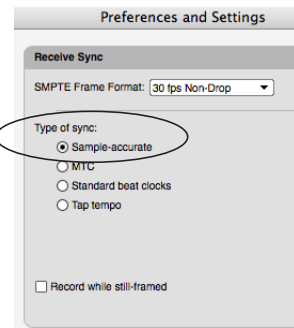 Preferences and Settings
Receive Sync
SMPTE Frame Format: 30 fps Non-Drop
Type of sync:
Sample-accurate
MTC
Standard beat clocks
Tap tempo
Record while still-framed